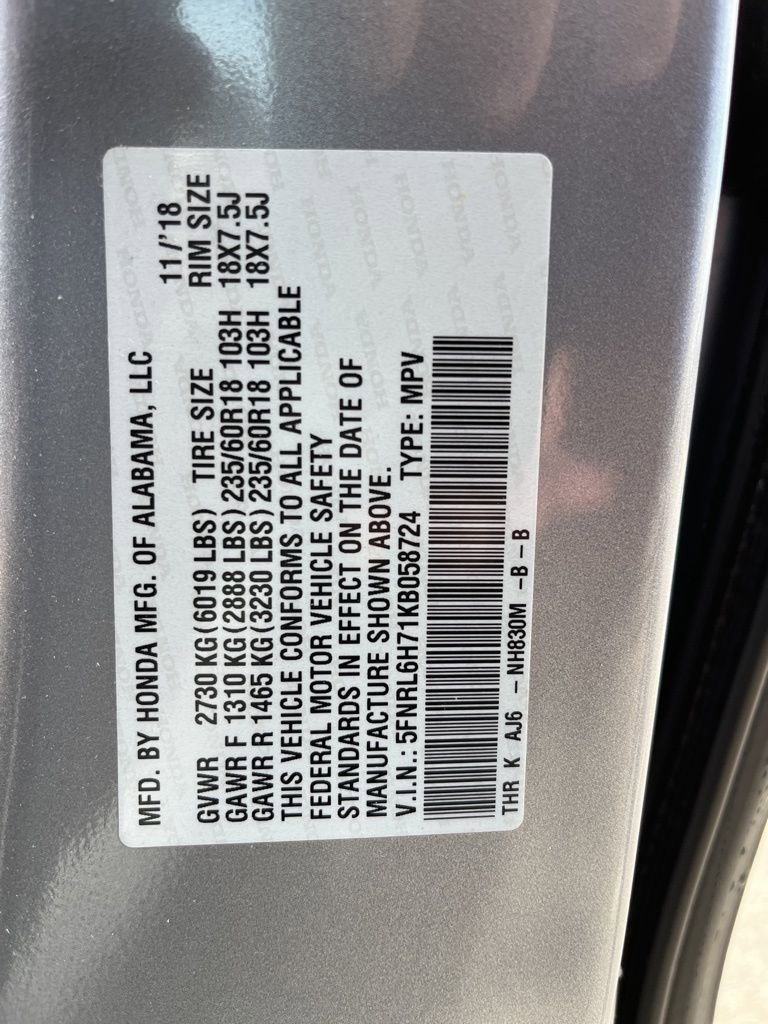 MFD. BY HONDA MFG. OF ALABAMA, LLC 11/'18
GVWR 2730 KG (6019 LBS) TIRE SIZE RIM SIZE
GAWR F 1310 KG (2888 LBS) 235/60R18 103H 18X7.5J
GAWR R 1465 KG (3230 LBS) 235/60R18 103H 18X7.5J
THIS VEHICLE CONFORMS TO ALL APPLICABLE
FEDERAL MOTOR VEHICLE SAFETY
STANDARDS IN EFFECT ON THE DATE OF
MANUFACTURE SHOWN ABOVE.
V.I.N.: 5FNRL6H71KB058724 TYPE: MPV
THR K AJ6 - NH830M -B - B